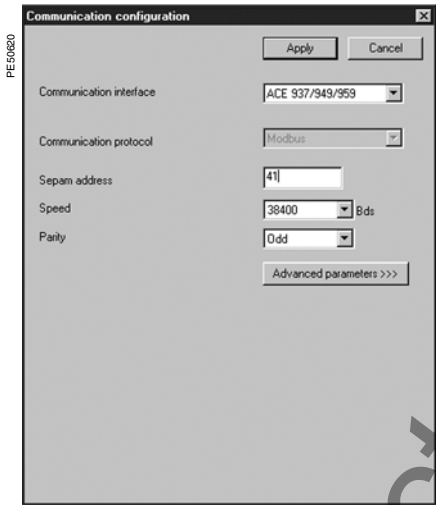 Communication configuration
PE50620
Apply Cancel
Communication interface ACE 937/949/959
Communication protocol Modbus
Sepam address 41
Speed 38400 Bds
Parity Odd
Advanced parameters >>>